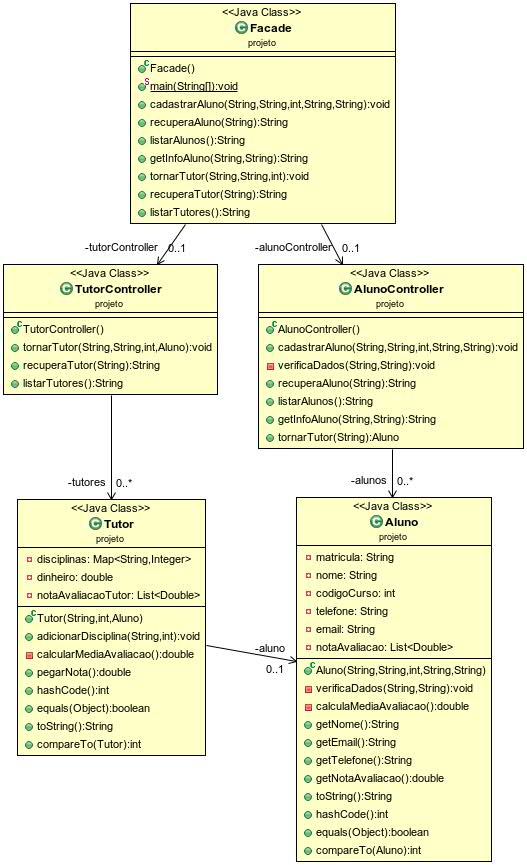 <<Java Class>>
Facade
projeto
Facade()
main(String[]):void
cadastrarAluno(String,String,int,String,String):void
recuperaAluno(String):String
listarAlunos():String
getInfoAluno(String,String):String
tornarTutor(String,String,int):void
recuperaTutor(String):String
listarTutores():String
-tutorController 0..1
-alunoController 0..1
<<Java Class>>
TutorController
projeto
TutorController()
tornarTutor(String,String,int,Aluno):void
recuperaTutor(String):String
listarTutores():String
<<Java Class>>
AlunoController
projeto
AlunoController()
cadastrarAluno(String,String,int,String,String):void
verificaDados(String,String):void
recuperaAluno(String):String
listarAlunos():String
getInfoAluno(String,String):String
tornarTutor(String):Aluno
-tutores 0..*
-alunos 0..*
<<Java Class>>
Tutor
projeto
disciplinas: Map<String,Integer>
dinheiro: double
notaAvaliacaoTutor: List<Double>
Tutor(String,int,Aluno)
adicionarDisciplina(String,int):void
calcularMediaAvaliacao():double
pegarNota():double
hashCode():int
equals(Object):boolean
toString():String
compareTo(Tutor):int
-aluno
0..1
<<Java Class>>
Aluno
projeto
matricula: String
nome: String
codigoCurso: int
telefone: String
email: String
notaAvaliacao: List<Double>
Aluno(String,String,int,String,String)
verificaDados(String,String):void
calculaMediaAvaliacao():double
getNome():String
getEmail():String
getTelefone():String
getNotaAvaliacao():double
toString():String
hashCode():int
equals(Object):boolean
compareTo(Aluno):int